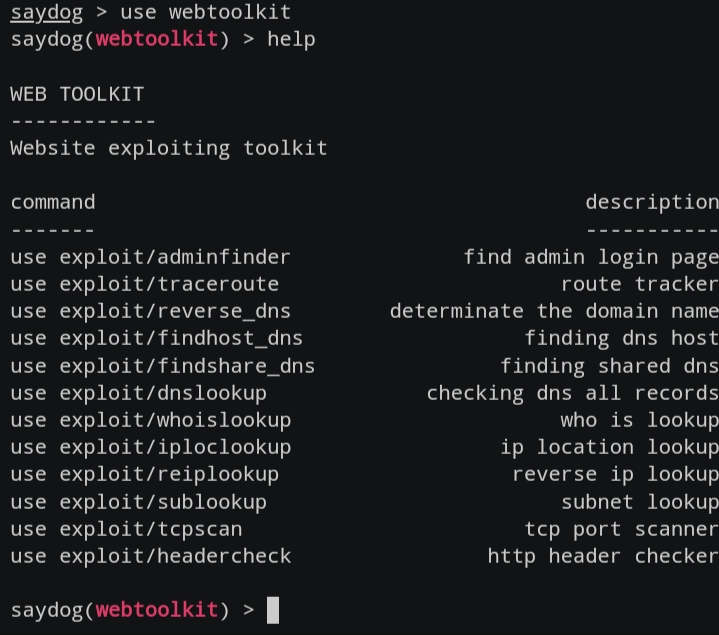 saydog > use webtoolkit
saydog(webtoolkit) > help
WEB TOOLKIT
------------
Website exploiting toolkit
command description
------- -----------
use exploit/adminfinder find admin login page
use exploit/traceroute route tracker
use exploit/reverse_dns determinate the domain name
use exploit/findhost_dns finding dns host
use exploit/findshare_dns finding shared dns
use exploit/dnslookup checking dns all records
use exploit/whoislookup who is lookup
use exploit/iploclookup ip location lookup
use exploit/reiplookup reverse ip lookup
use exploit/sublookup subnet lookup
use exploit/tcpscan tcp port scanner
use exploit/headercheck http header checker
saydog(webtoolkit) >